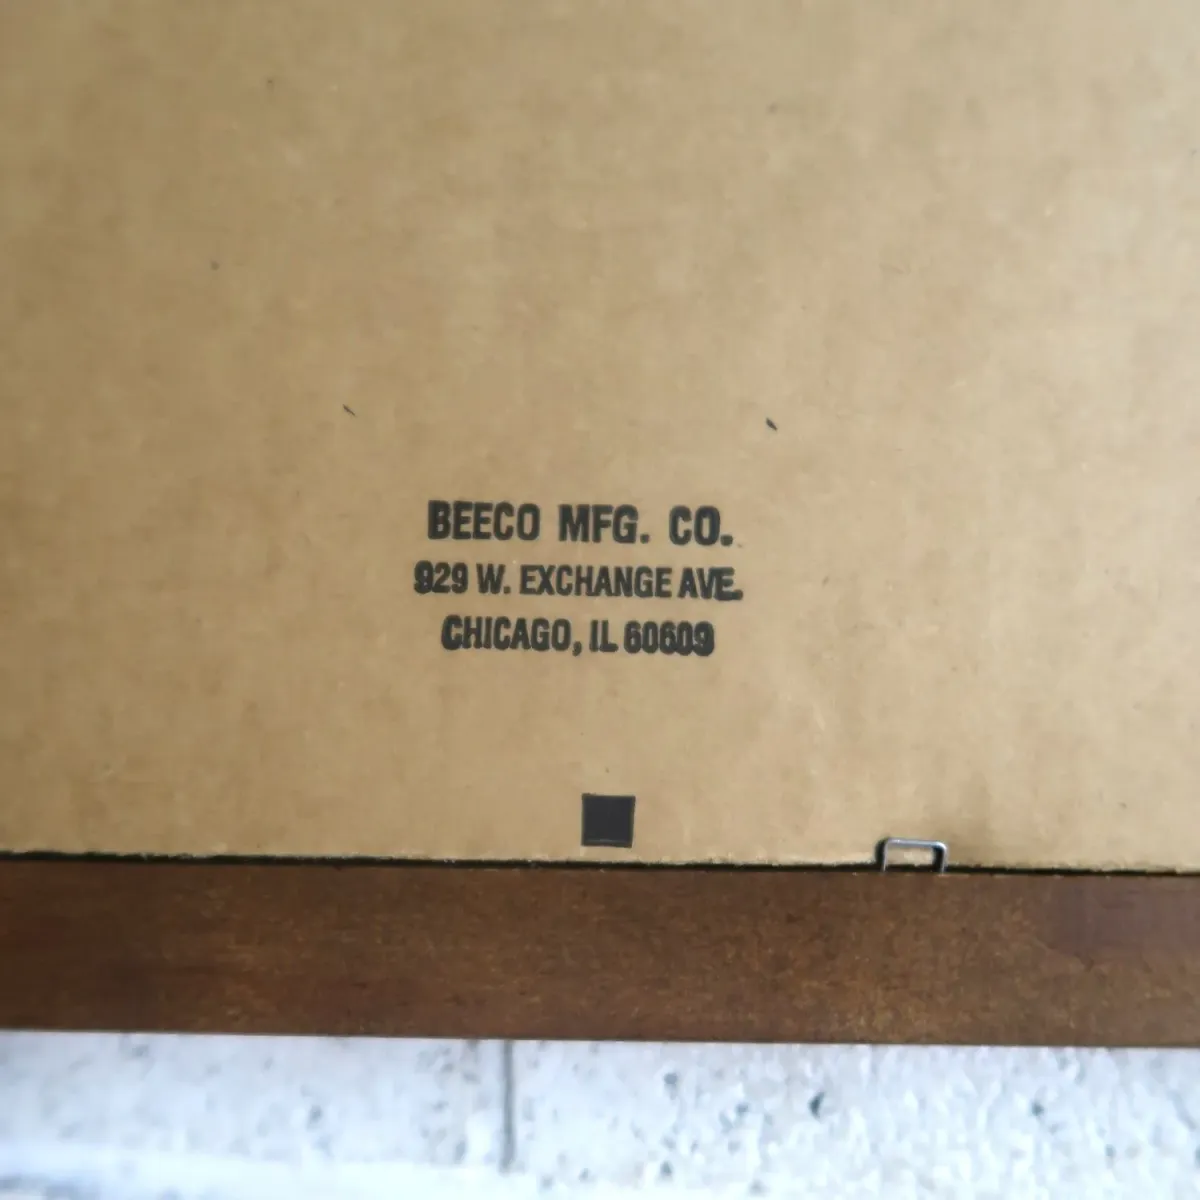 BEECO MFG. CO.
929 W. EXCHANGE AVE.
CHICAGO, IL 60609